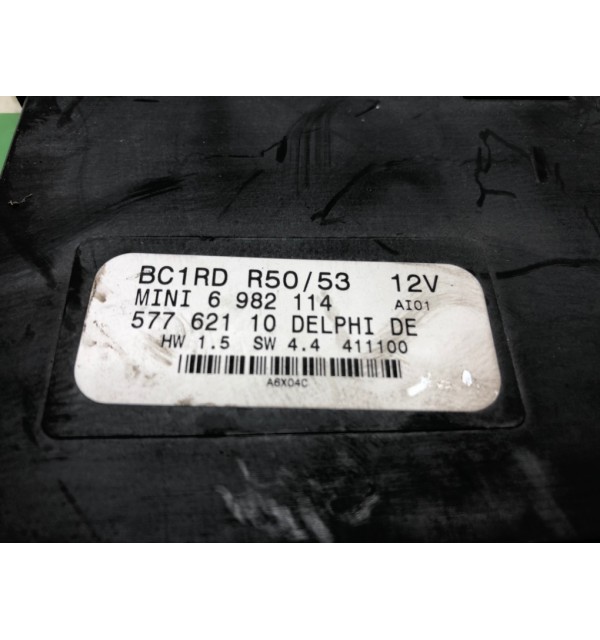 BC1RD R50/53 12V
MINI 6 982 114 AI01
577 621 10 DELPHI DE
HW 1.5 SW 4.4 411100
A6X04C